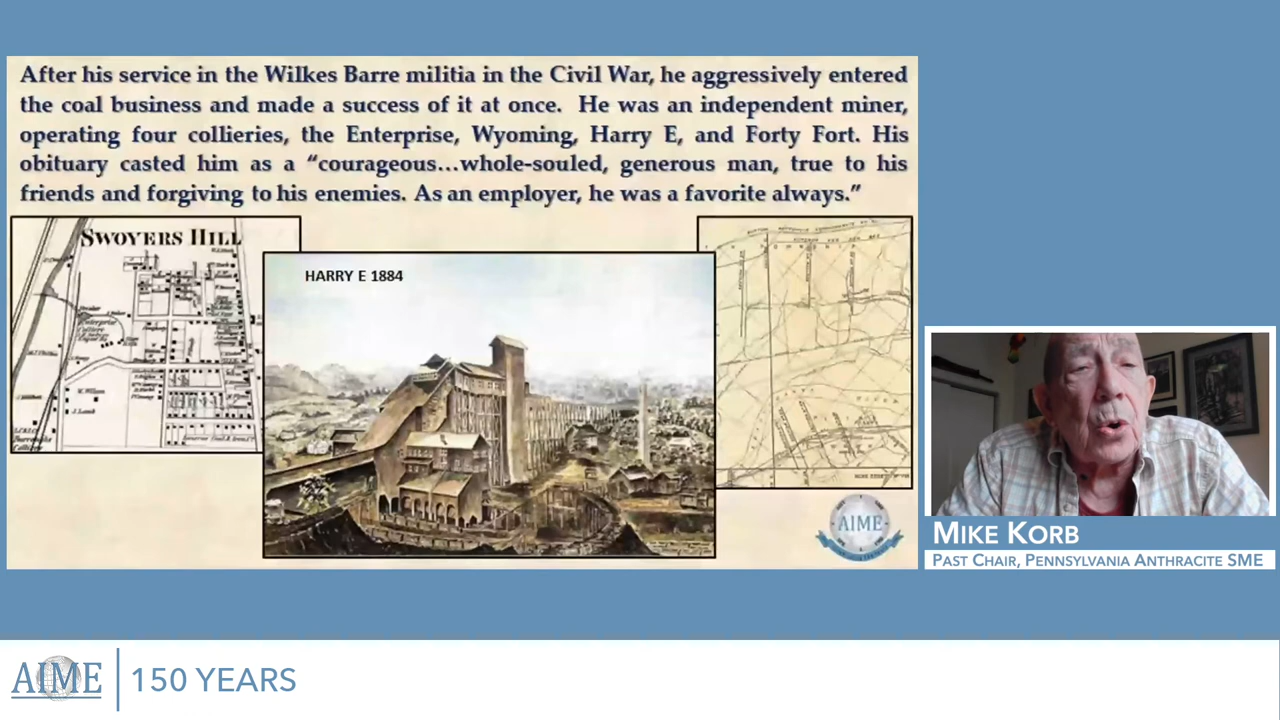 After his service in the Wilkes Barre militia in the Civil War, he aggressively entered
the coal business and made a success of it at once. He was an independent miner,
operating four collieries, the Enterprise, Wyoming, Harry E, and Forty Fort. His
obituary casted him as a “courageous…whole-souled, generous man, true to his
friends and forgiving to his enemies. As an employer, he was a favorite always.”
SWOYERS HILL
HARRY E 1884
J. Lamb
AIME
MIKE KORB
PAST CHAIR, PENNSYLVANIA ANTHRACITE SME
AIME 150 YEARS